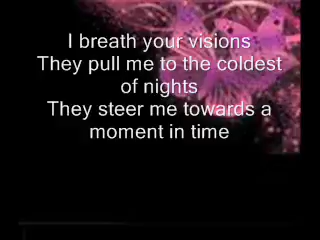 I breath your visions
They pull me to the coldest
of nights
They steer me towards a
moment in time